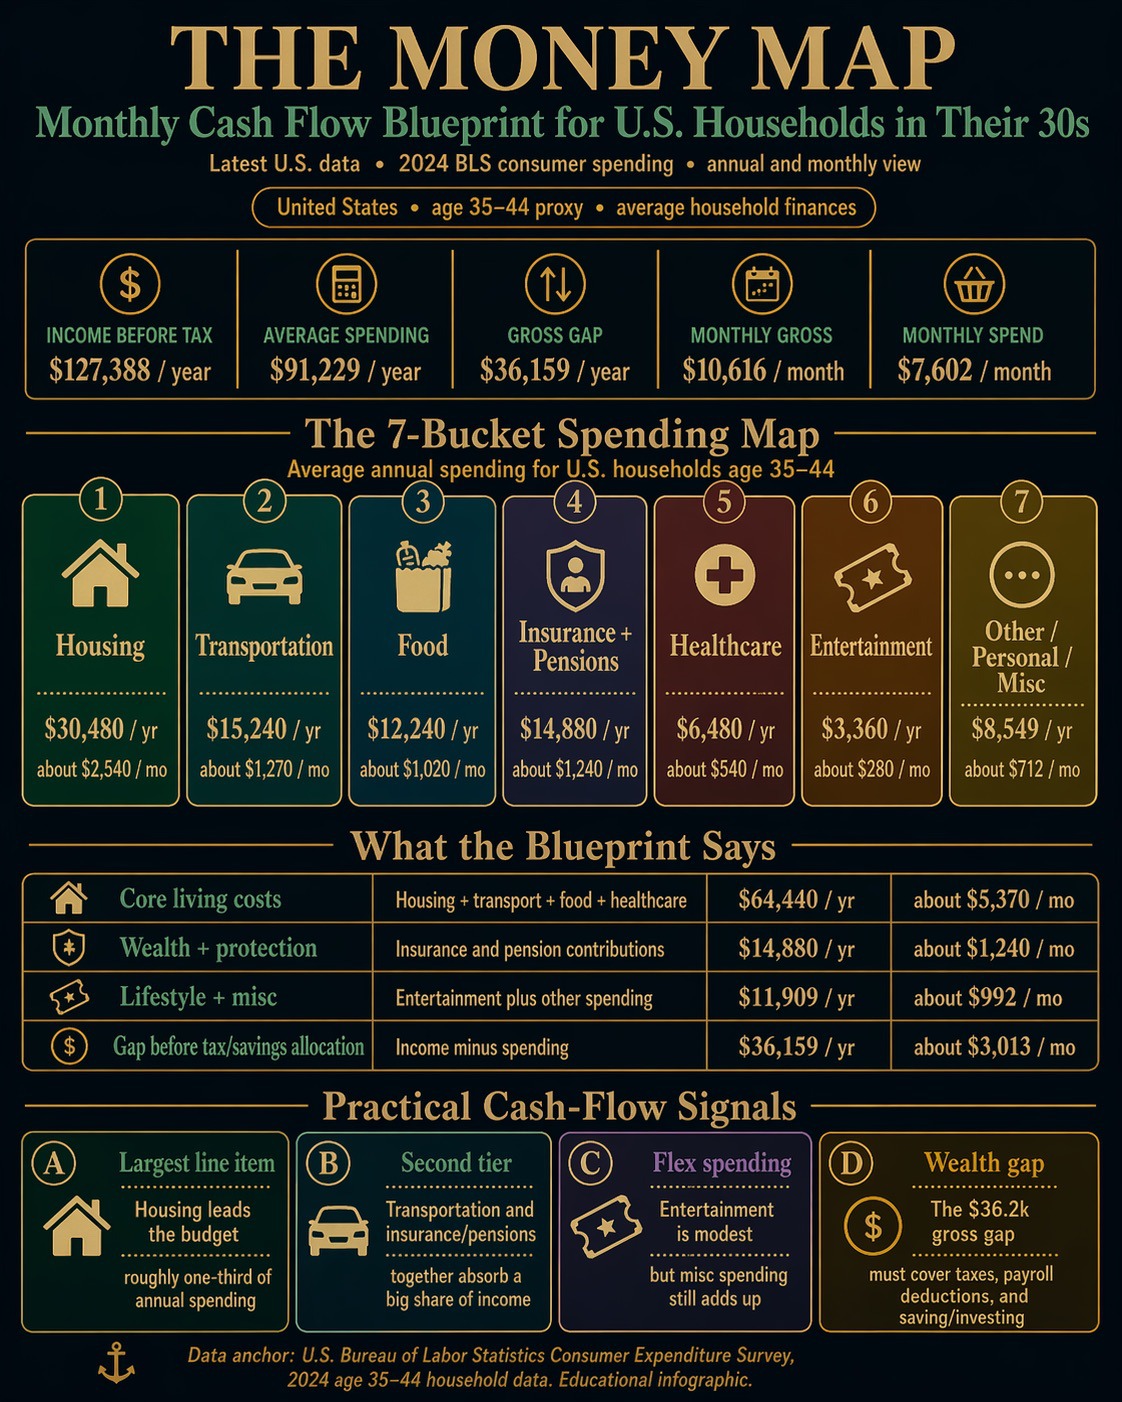 THE MONEY MAP
Monthly Cash Flow Blueprint for U.S. Households in Their 30s
Latest U.S. data • 2024 BLS consumer spending • annual and monthly view
United States • age 35–44 proxy • average household finances
$
INCOME BEFORE TAX
$127,388 / year
AVERAGE SPENDING
$91,229 / year
GROSS GAP
$36,159 / year
MONTHLY GROSS
$10,616 / month
MONTHLY SPEND
$7,602 / month
The 7-Bucket Spending Map
Average annual spending for U.S. households age 35–44
1
Housing
$30,480 / yr
about $2,540 / mo
2
Transportation
$15,240 / yr
about $1,270 / mo
3
Food
$12,240 / yr
about $1,020 / mo
4
Insurance +
Pensions
$14,880 / yr
about $1,240 / mo
5
Healthcare
$6,480 / yr
about $540 / mo
6
Entertainment
$3,360 / yr
about $280 / mo
7
Other /
Personal /
Misc
$8,549 / yr
about $712 / mo
What the Blueprint Says
Core living costs Housing + transport + food + healthcare $64,440 / yr about $5,370 / mo
Wealth + protection Insurance and pension contributions $14,880 / yr about $1,240 / mo
Lifestyle + misc Entertainment plus other spending $11,909 / yr about $992 / mo
$ Gap before tax/savings allocation Income minus spending $36,159 / yr about $3,013 / mo
Practical Cash-Flow Signals
A
Largest line item
Housing leads
the budget
roughly one-third of
annual spending
B
Second tier
Transportation and
insurance/pensions
together absorb a
big share of income
C
Flex spending
Entertainment
is modest
but misc spending
still adds up
D
Wealth gap
$
The $36.2k
gross gap
must cover taxes, payroll
deductions, and
saving/investing
Data anchor: U.S. Bureau of Labor Statistics Consumer Expenditure Survey,
2024 age 35–44 household data. Educational infographic.